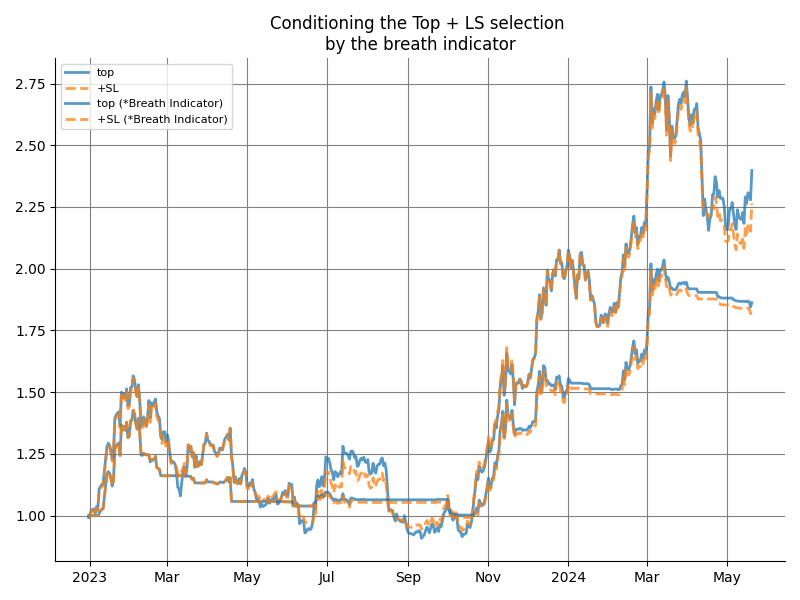 Conditioning the Top + LS selection
by the breath indicator
top
+SL
top (*Breath Indicator)
+SL (*Breath Indicator)
2.75
2.50
2.25
2.00
1.75
1.50
1.25
1.00
2023 Mar May Jul Sep Nov 2024 Mar May